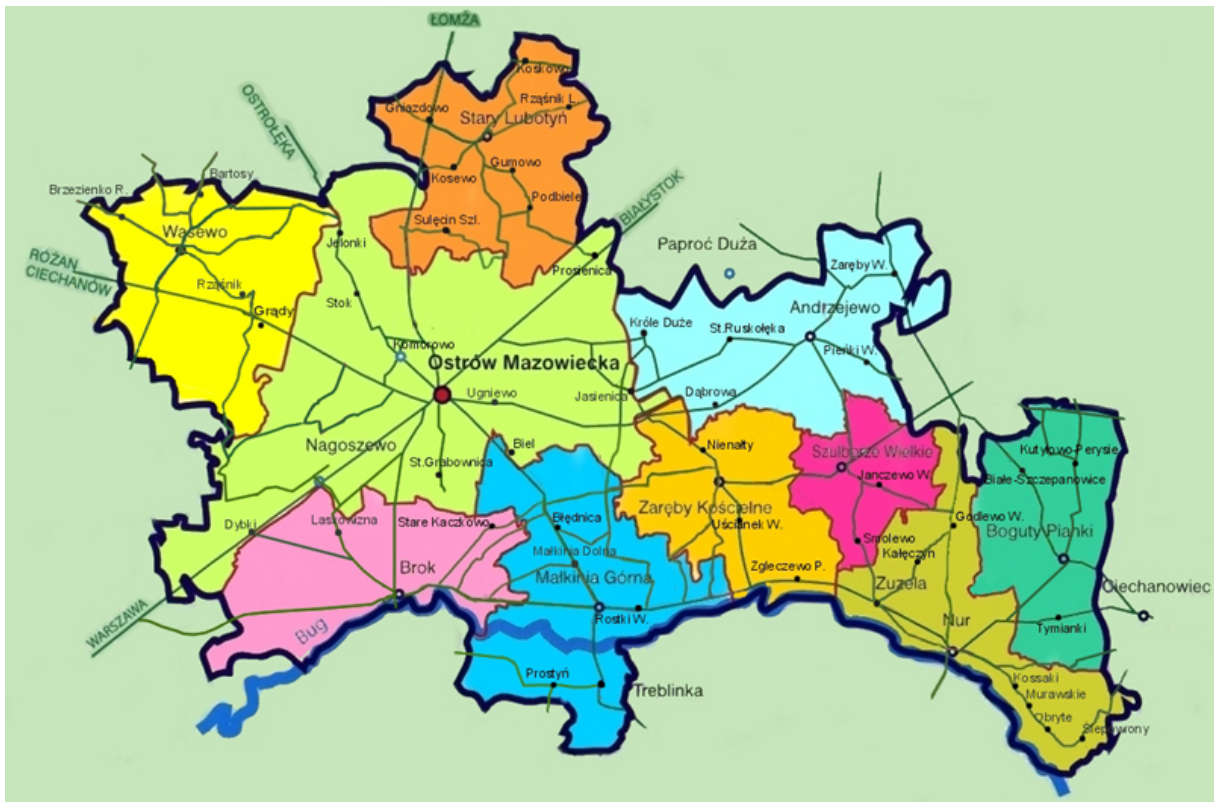 ŁOMŻA
Koskowo
OSTROŁĘKA
Gniazdowo
Rząśnik L.
Stary Lubotyń
Bartosy
Gumowo
Kosewo
Brzezienko R.
Podbiele
BIAŁYSTOK
Wąsewo
Sulęcin Szl.
Jelonki
Paproć Duża
RÓŻAN
CIECHANÓW
Prosienica
Zaręby W.
Rząśnik
Stok
Grądy
Andrzejewo
Króle Duże
St.Ruskołęka
Komorowo
Pieńki W.
Ostrów Mazowiecka
Ugniewo
Jasienica
Dąbrowa
Nagoszewo
Biel
Nienałty
Szulborze Wielkie
Kutyłowo-Perysie
St.Grabownica
Janczewo W.
Białe-Szczepanowice
Zaręby Kościelne
Laskowizna
Stare Kaczkowo
Błędnica
Uścianek W.
Godlewo W.
Dybki
Boguty Pianki
Smolewo
Małkinia Dolna
Kałęczyn
Brok
Małkinia Górna
Zgleczewo P.
Zuzela
Ciechanowiec
WARSZAWA
Rostki W.
Nur
Bug
Tymianki
Prostyń
Treblinka
Kossaki
Murawskie
Obryte
Ślepowrony